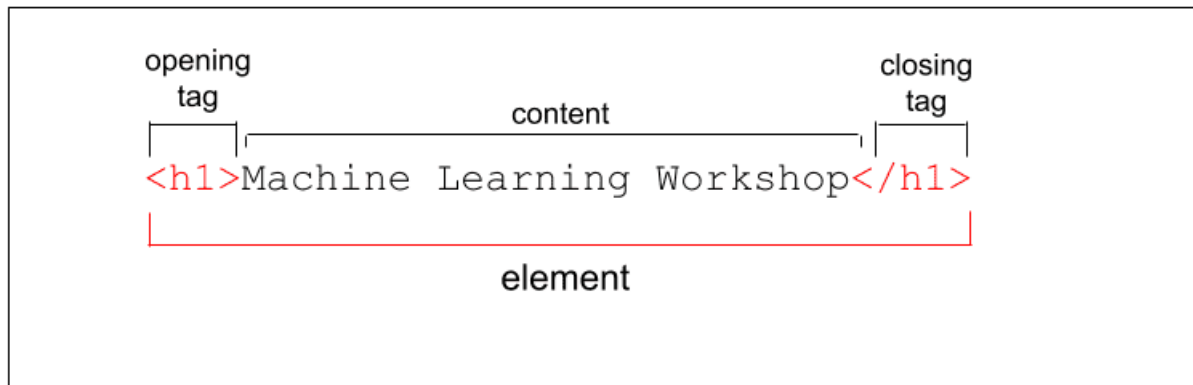 opening
tag
content
closing
tag
<h1>Machine Learning Workshop</h1>
element